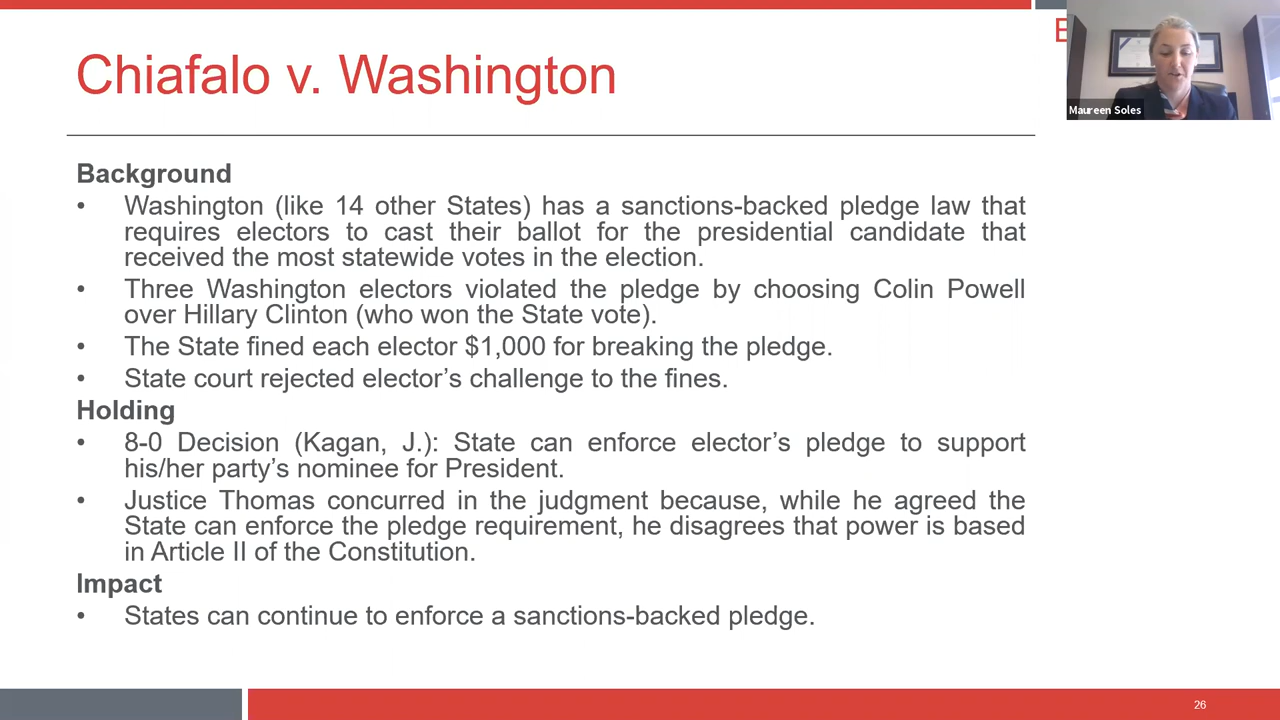 Chiafalo v. Washington
E
Maureen Soles
Background
• Washington (like 14 other States) has a sanctions-backed pledge law that
requires electors to cast their ballot for the presidential candidate that
received the most statewide votes in the election.
• Three Washington electors violated the pledge by choosing Colin Powell
over Hillary Clinton (who won the State vote).
• The State fined each elector $1,000 for breaking the pledge.
• State court rejected elector’s challenge to the fines.
Holding
• 8-0 Decision (Kagan, J.): State can enforce elector’s pledge to support
his/her party’s nominee for President.
• Justice Thomas concurred in the judgment because, while he agreed the
State can enforce the pledge requirement, he disagrees that power is based
in Article II of the Constitution.
Impact
• States can continue to enforce a sanctions-backed pledge.
26